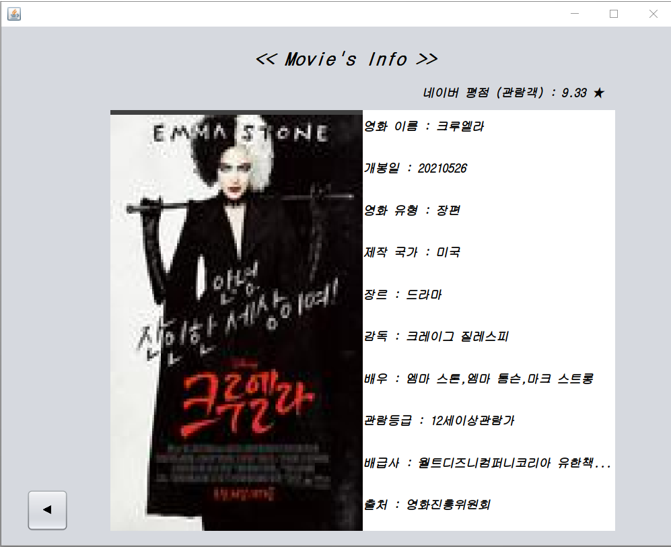 << Movie's Info >>
네이버 평점 (관람객) : 9.33 ★
EMMA STONE
영화 이름 : 크루엘라
개봉일 : 20210526
영화 유형 : 장편
제작 국가 : 미국
장르 : 드라마
감독 : 크레이그 질레스피
배우 : 엠마 스톤,엠마 톰슨,마크 스트롱
관람등급 : 12세이상관람가
배급사 : 월트디즈니컴퍼니코리아 유한책...
출처 : 영화진흥위원회
안녕
잔인한 세상이여!
Disney
크루엘라